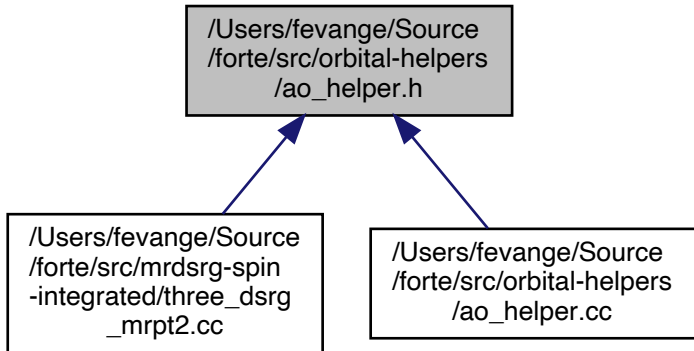 /Users/fevange/Source
/forte/src/orbital-helpers
/ao_helper.h
/Users/fevange/Source
/forte/src/mrdsrg-spin
-integrated/three_dsrg
_mrpt2.cc
/Users/fevange/Source
/forte/src/orbital-helpers
/ao_helper.cc